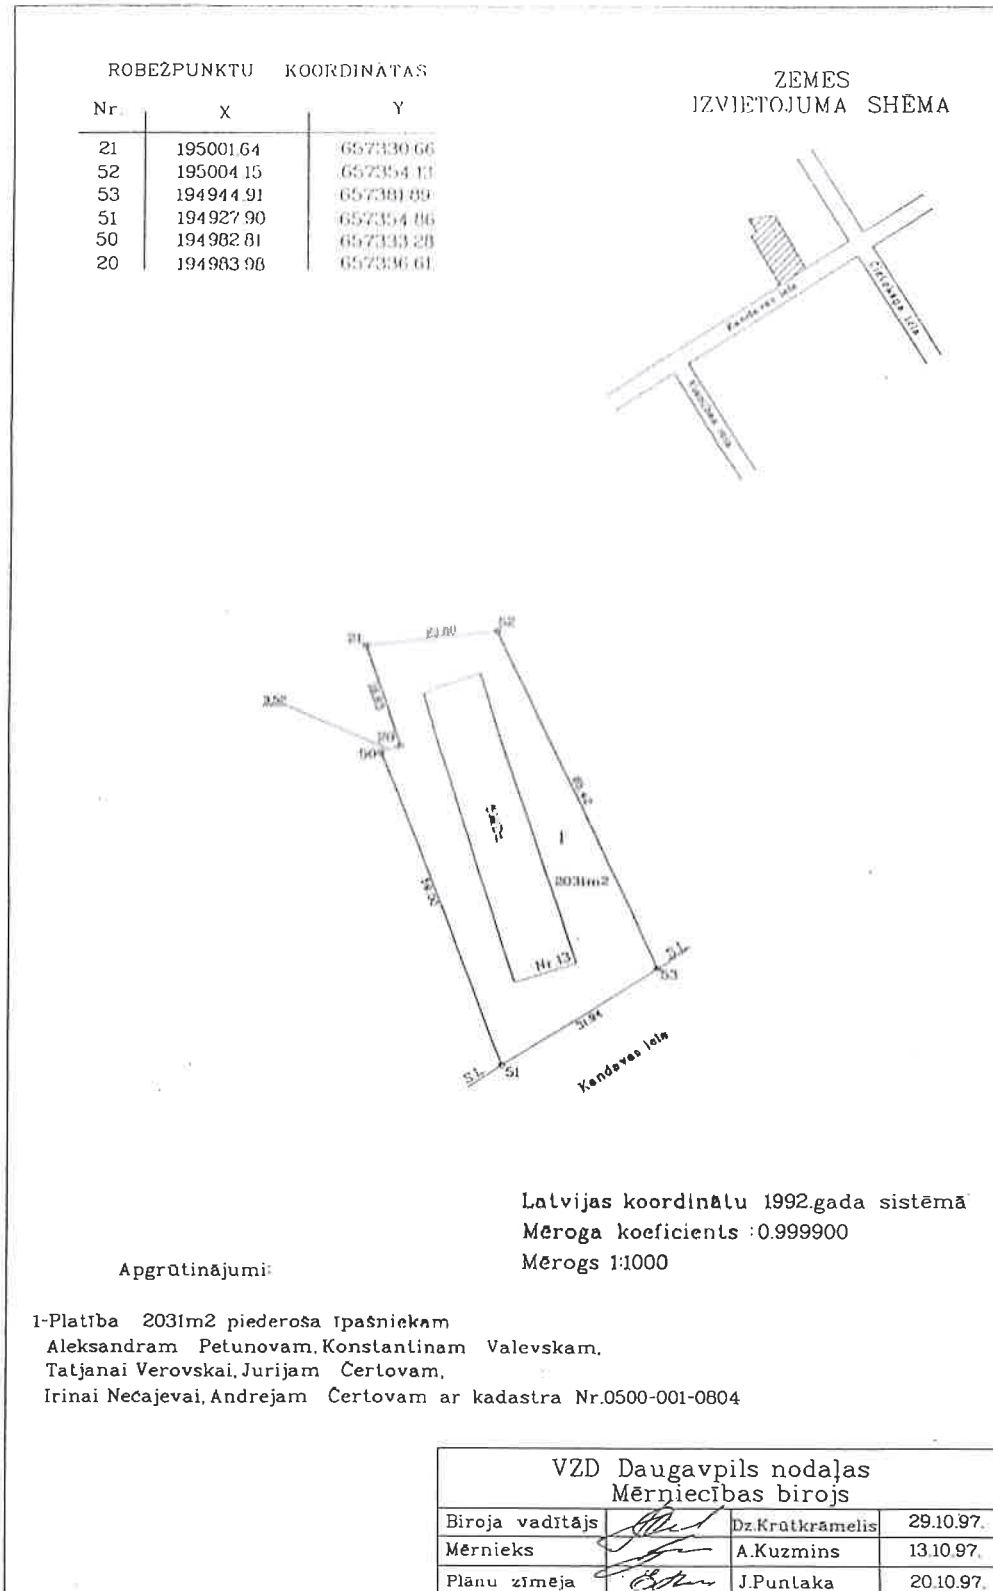 ROBEŽPUNKTU KOORDINĀTAS
Nr. X Y
21 195001.64 657330.66
52 195004.15 657354.13
53 194944.91 657381.89
51 194927.90 657354.86
50 194982.81 657333.28
20 194983.98 657336.61
ZEMES
IZVIETOJUMA SHĒMA
Kandavas iela
Cietokšņa iela
21
23.60
52
3.52
20
50
1
2031m2
Nr.13
S.L.
53
31.94
S.L.
51
Kandavas iela
Latvijas koordinātu 1992.gada sistēmā
Mēroga koeficients :0.999900
Mērogs 1:1000
Apgrūtinājumi:
1-Platība 2031m2 piederoša īpašniekam
Aleksandram Petunovam, Konstantinam Valevskam,
Tatjanai Verovskai, Jurijam Čertovam,
Irinai Nečajevai, Andrejam Čertovam ar kadastra Nr.0500-001-0804
VZD Daugavpils nodaļas
Mērniecības birojs
Biroja vadītājs Dz.Krūtkrāmelis 29.10.97.
Mērnieks A.Kuzmins 13.10.97.
Plānu zīmēja J.Puntaka 20.10.97.